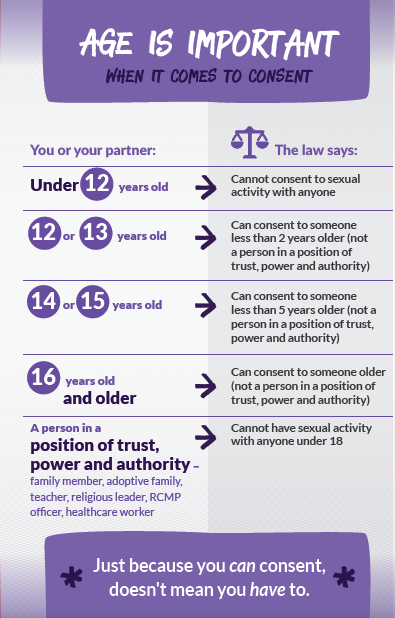 AGE IS IMPORTANT
WHEN IT COMES TO CONSENT
You or your partner:
The law says:
Under 12 years old
Cannot consent to sexual
activity with anyone
12 or 13 years old
Can consent to someone
less than 2 years older (not
a person in a position of
trust, power and authority)
14 or 15 years old
Can consent to someone
less than 5 years older (not a
person in a position of trust,
power and authority)
16 years old
and older
Can consent to someone older
(not a person in a position of
trust, power and authority)
A person in a
position of trust,
power and authority –
family member, adoptive family,
teacher, religious leader, RCMP
officer, healthcare worker
Cannot have sexual activity
with anyone under 18
Just because you can consent,
doesn't mean you have to.